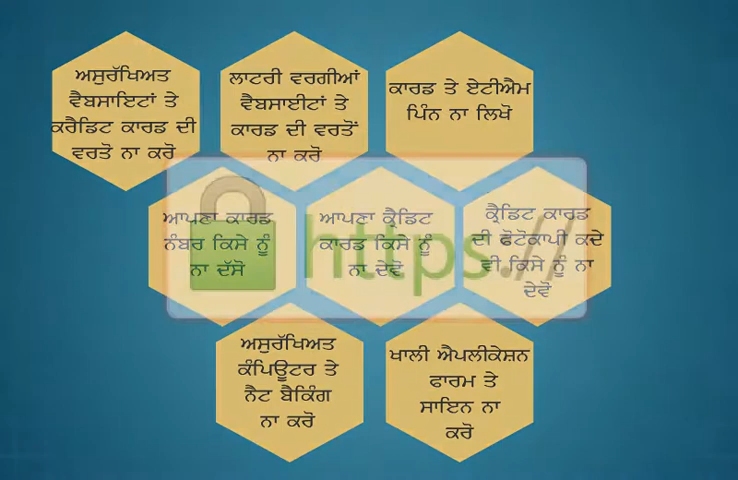 ਅਸੁਰੱਖਿਅਤ
ਵੈਬਸਾਇਟਾਂ ਤੇ
ਕਰੈਡਿਟ ਕਾਰਡ ਦੀ
ਵਰਤੋ ਨਾ ਕਰੋ
ਲਾਟਰੀ ਵਰਗੀਆਂ
ਵੈਬਸਾਈਟਾਂ ਤੇ
ਕਾਰਡ ਦੀ ਵਰਤੋਂ
ਨਾ ਕਰੋ
ਕਾਰਡ ਤੇ ਏਟੀਐਮ
ਪਿੰਨ ਨਾ ਲਿਖੋ
ਆਪਣਾ ਕਾਰਡ
ਨੰਬਰ ਕਿਸੇ ਨੂੰ
ਨਾ ਦੱਸੋ
ਆਪਣਾ ਕ੍ਰੈਡਿਟ
ਕਾਰਡ ਕਿਸੇ ਨੂੰ
ਨਾ ਦੇਵੋ
ਕ੍ਰੈਡਿਟ ਕਾਰਡ
ਦੀ ਫੋਟੋਕਾਪੀ ਕਦੇ
ਵੀ ਕਿਸੇ ਨੂੰ ਨਾ
ਦੇਵੋਂ
https://
ਅਸੁਰੱਖਿਅਤ
ਕੰਪਿਊਟਰ ਤੇ
ਨੈਟ ਬੈਕਿੰਗ
ਨਾ ਕਰੋ
ਖਾਲੀ ਐਪਲੀਕੇਸ਼ਨ
ਫਾਰਮ ਤੇ
ਸਾਇਨ ਨਾ
ਕਰੋ